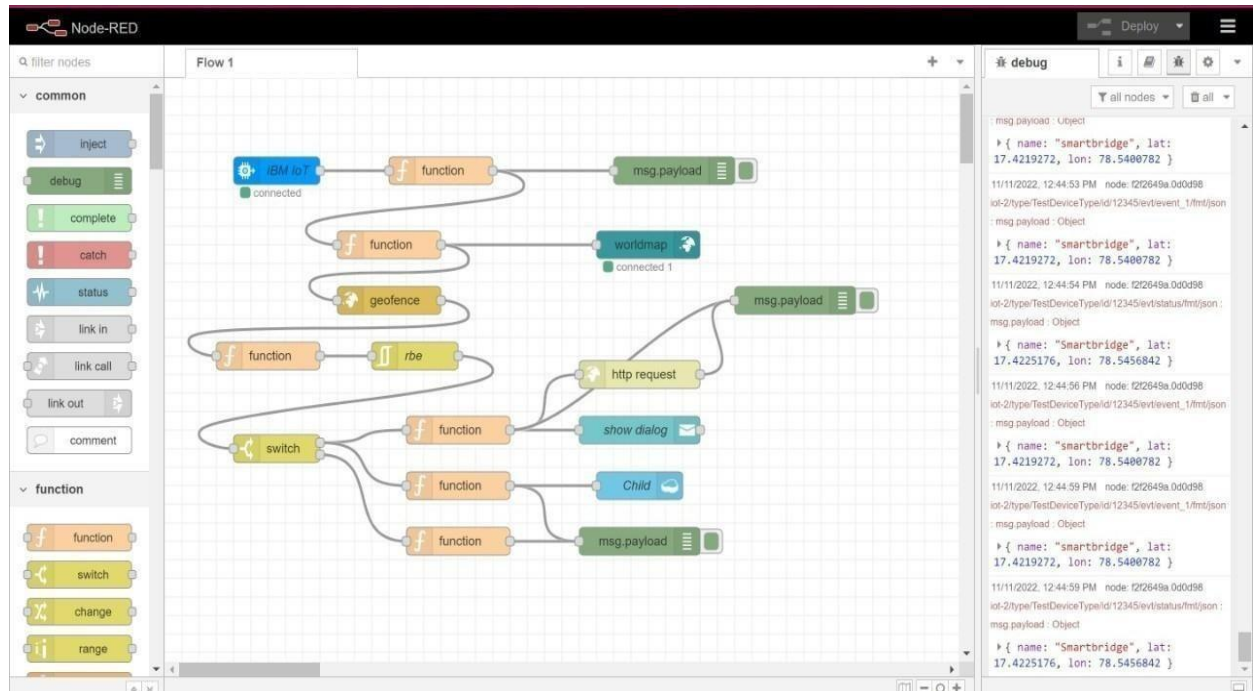 Node-RED
Deploy
filter nodes
Flow 1
debug
i
all nodes
all
common
inject
debug
complete
catch
status
link in
link call
link out
comment
function
function
switch
change
range
IBM IoT
connected
function
msg.payload
function
worldmap
connected 1
geofence
msg.payload
function
rbe
http request
switch
function
show dialog
function
Child
function
msg.payload
: msg.payload : Object
{ name: "smartbridge", lat:
17.4219272, lon: 78.5400782 }
11/11/2022, 12:44:53 PM node: f2f2649a.0d0d98
iot-2/type/TestDeviceType/id/12345/evt/event_1/fmt/json
: msg.payload : Object
{ name: "smartbridge", lat:
17.4219272, lon: 78.5400782 }
11/11/2022, 12:44:54 PM node: f2f2649a.0d0d98
iot-2/type/TestDeviceType/id/12345/evt/status/fmt/json :
msg.payload : Object
{ name: "Smartbridge", lat:
17.4225176, lon: 78.5456842 }
11/11/2022, 12:44:56 PM node: f2f2649a.0d0d98
iot-2/type/TestDeviceType/id/12345/evt/event_1/fmt/json
: msg.payload : Object
{ name: "smartbridge", lat:
17.4219272, lon: 78.5400782 }
11/11/2022, 12:44:59 PM node: f2f2649a.0d0d98
iot-2/type/TestDeviceType/id/12345/evt/event_1/fmt/json
: msg.payload : Object
{ name: "smartbridge", lat:
17.4219272, lon: 78.5400782 }
11/11/2022, 12:44:59 PM node: f2f2649a.0d0d98
iot-2/type/TestDeviceType/id/12345/evt/status/fmt/json :
msg.payload : Object
{ name: "Smartbridge", lat:
17.4225176, lon: 78.5456842 }